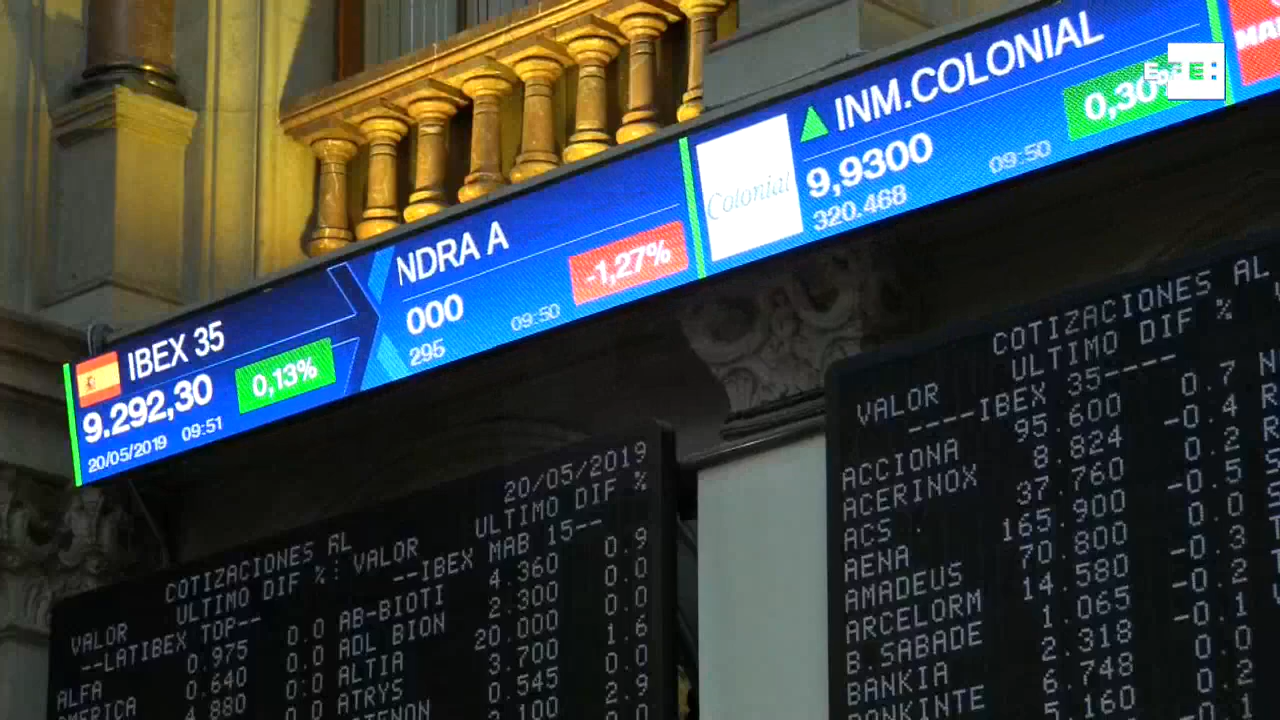 IBEX 35
9.292,30
0,13%
20/05/2019 09:51
NDRA A
000
-1,27%
295
09:50
Colonial
INM.COLONIAL
9,9300
0,30%
320.468
09:50
COTIZACIONES AL 20/05/2019
VALOR ULTIMO DIF % VALOR ULTIMO DIF %
--LATIBEX TOP-- --IBEX MAB 15--
ALFA 0.975 0.0 AB-BIOTI 4.360 0.9
AMERICA 0.640 0.0 ADL BION 2.300 0.0
4.880 0.0 ALTIA 20.000 0.0
ATRYS 3.700 1.6
0.545 0.0
2.9
COTIZACIONES AL
VALOR ULTIMO DIF %
---IBEX 35----
ACCIONA 95.600 0.7
ACERINOX 8.824 -0.4
ACS 37.760 0.2
AENA 165.900 -0.5
AMADEUS 70.800 0.0
ARCELORM 14.580 -0.3
B.SABADE 1.065 -0.2
BANKIA 2.318 -0.1
BANKINTE 6.748 0.0
5.160 0.2